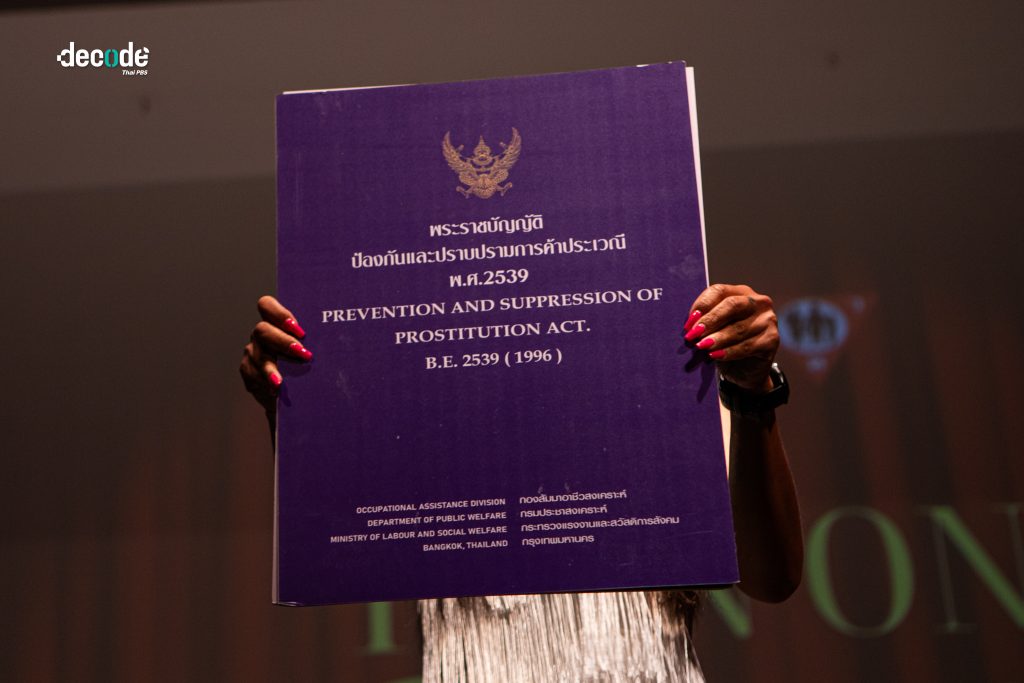 decode
Thai PBS
พระราชบัญญัติ
ป้องกันและปราบปรามการค้าประเวณี
พ.ศ.2539
PREVENTION AND SUPPRESSION OF
PROSTITUTION ACT.
B.E. 2539 ( 1996 )
OCCUPATIONAL ASSISTANCE DIVISION กองสัมมาอาชีวสงเคราะห์
DEPARTMENT OF PUBLIC WELFARE กรมประชาสงเคราะห์
MINISTRY OF LABOUR AND SOCIAL WELFARE กระทรวงแรงงานและสวัสดิการสังคม
BANGKOK, THAILAND กรุงเทพมหานคร